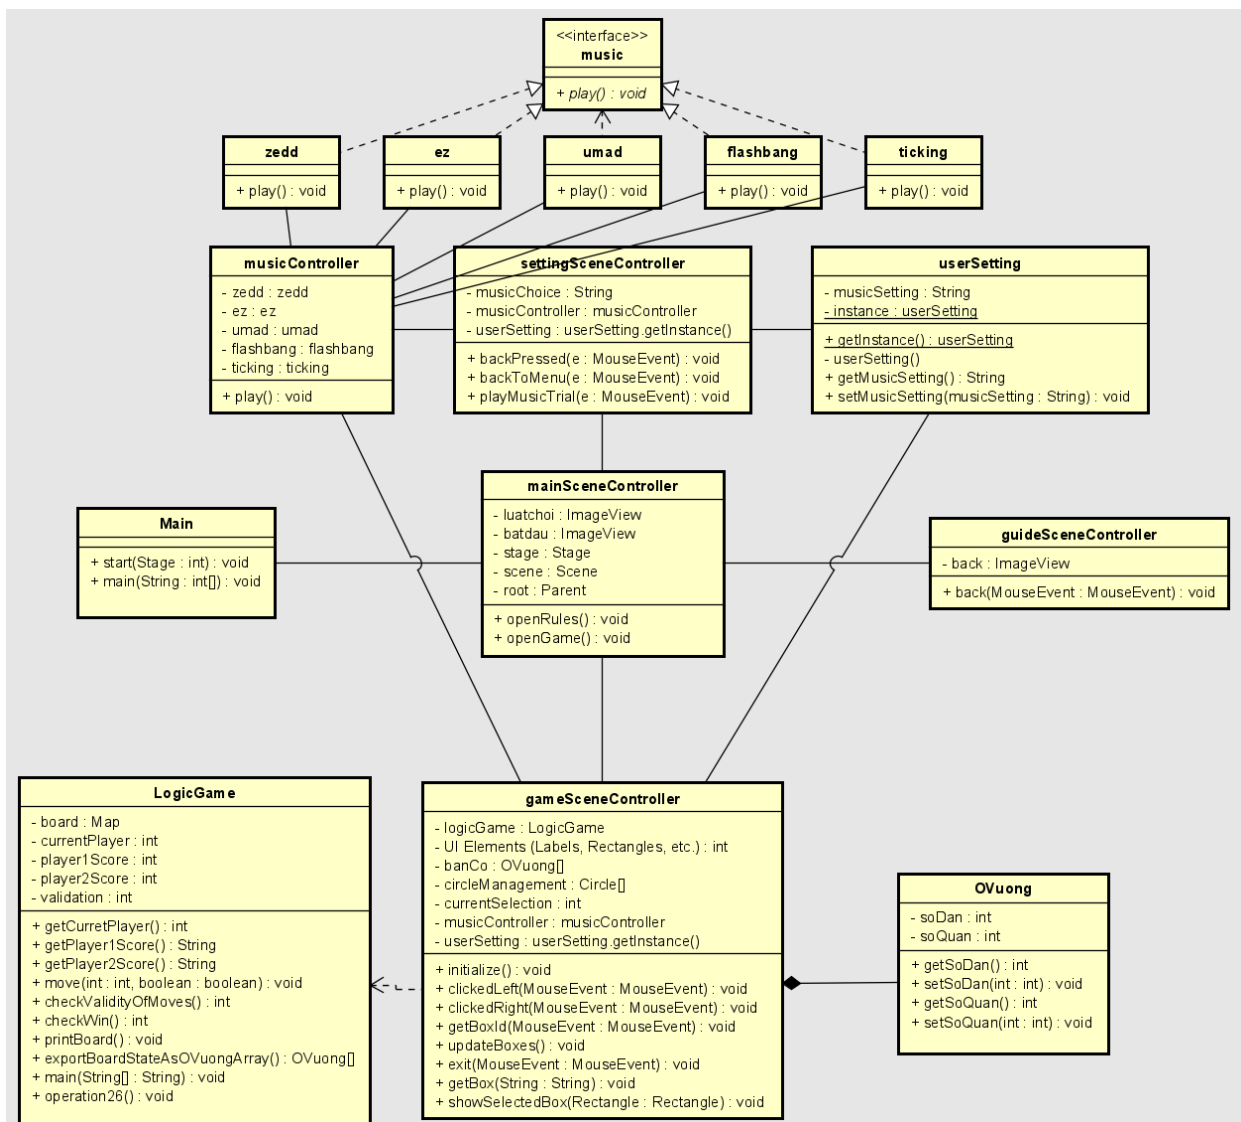 <<interface>>
music
+ play() : void
zedd
+ play() : void
ez
+ play() : void
umad
+ play() : void
flashbang
+ play() : void
ticking
+ play() : void
musicController
- zedd : zedd
- ez : ez
- umad : umad
- flashbang : flashbang
- ticking : ticking
+ play() : void
settingSceneController
- musicChoice : String
- musicController : musicController
- userSetting : userSetting.getInstance()
+ backPressed(e : MouseEvent) : void
+ backToMenu(e : MouseEvent) : void
+ playMusicTrial(e : MouseEvent) : void
userSetting
- musicSetting : String
- instance : userSetting
+ getInstance() : userSetting
- userSetting()
+ getMusicSetting() : String
+ setMusicSetting(musicSetting : String) : void
Main
+ start(Stage : int) : void
+ main(String : int[]) : void
mainSceneController
- luatchoi : ImageView
- batdau : ImageView
- stage : Stage
- scene : Scene
- root : Parent
+ openRules() : void
+ openGame() : void
guideSceneController
- back : ImageView
+ back(MouseEvent : MouseEvent) : void
LogicGame
- board : Map
- currentPlayer : int
- player1Score : int
- player2Score : int
- validation : int
+ getCurretPlayer() : int
+ getPlayer1Score() : String
+ getPlayer2Score() : String
+ move(int : int, boolean : boolean) : void
+ checkValidityOfMoves() : int
+ checkWin() : int
+ printBoard() : void
+ exportBoardStateAsOVuongArray() : OVuong[]
+ main(String[] : String) : void
+ operation26() : void
gameSceneController
- logicGame : LogicGame
- UI Elements (Labels, Rectangles, etc.) : int
- banCo : OVuong[]
- circleManagement : Circle[]
- currentSelection : int
- musicController : musicController
- userSetting : userSetting.getInstance()
+ initialize() : void
+ clickedLeft(MouseEvent : MouseEvent) : void
+ clickedRight(MouseEvent : MouseEvent) : void
+ getBoxId(MouseEvent : MouseEvent) : void
+ updateBoxes() : void
+ exit(MouseEvent : MouseEvent) : void
+ getBox(String : String) : void
+ showSelectedBox(Rectangle : Rectangle) : void
OVuong
- soDan : int
- soQuan : int
+ getSoDan() : int
+ setSoDan(int : int) : void
+ getSoQuan() : int
+ setSoQuan(int : int) : void